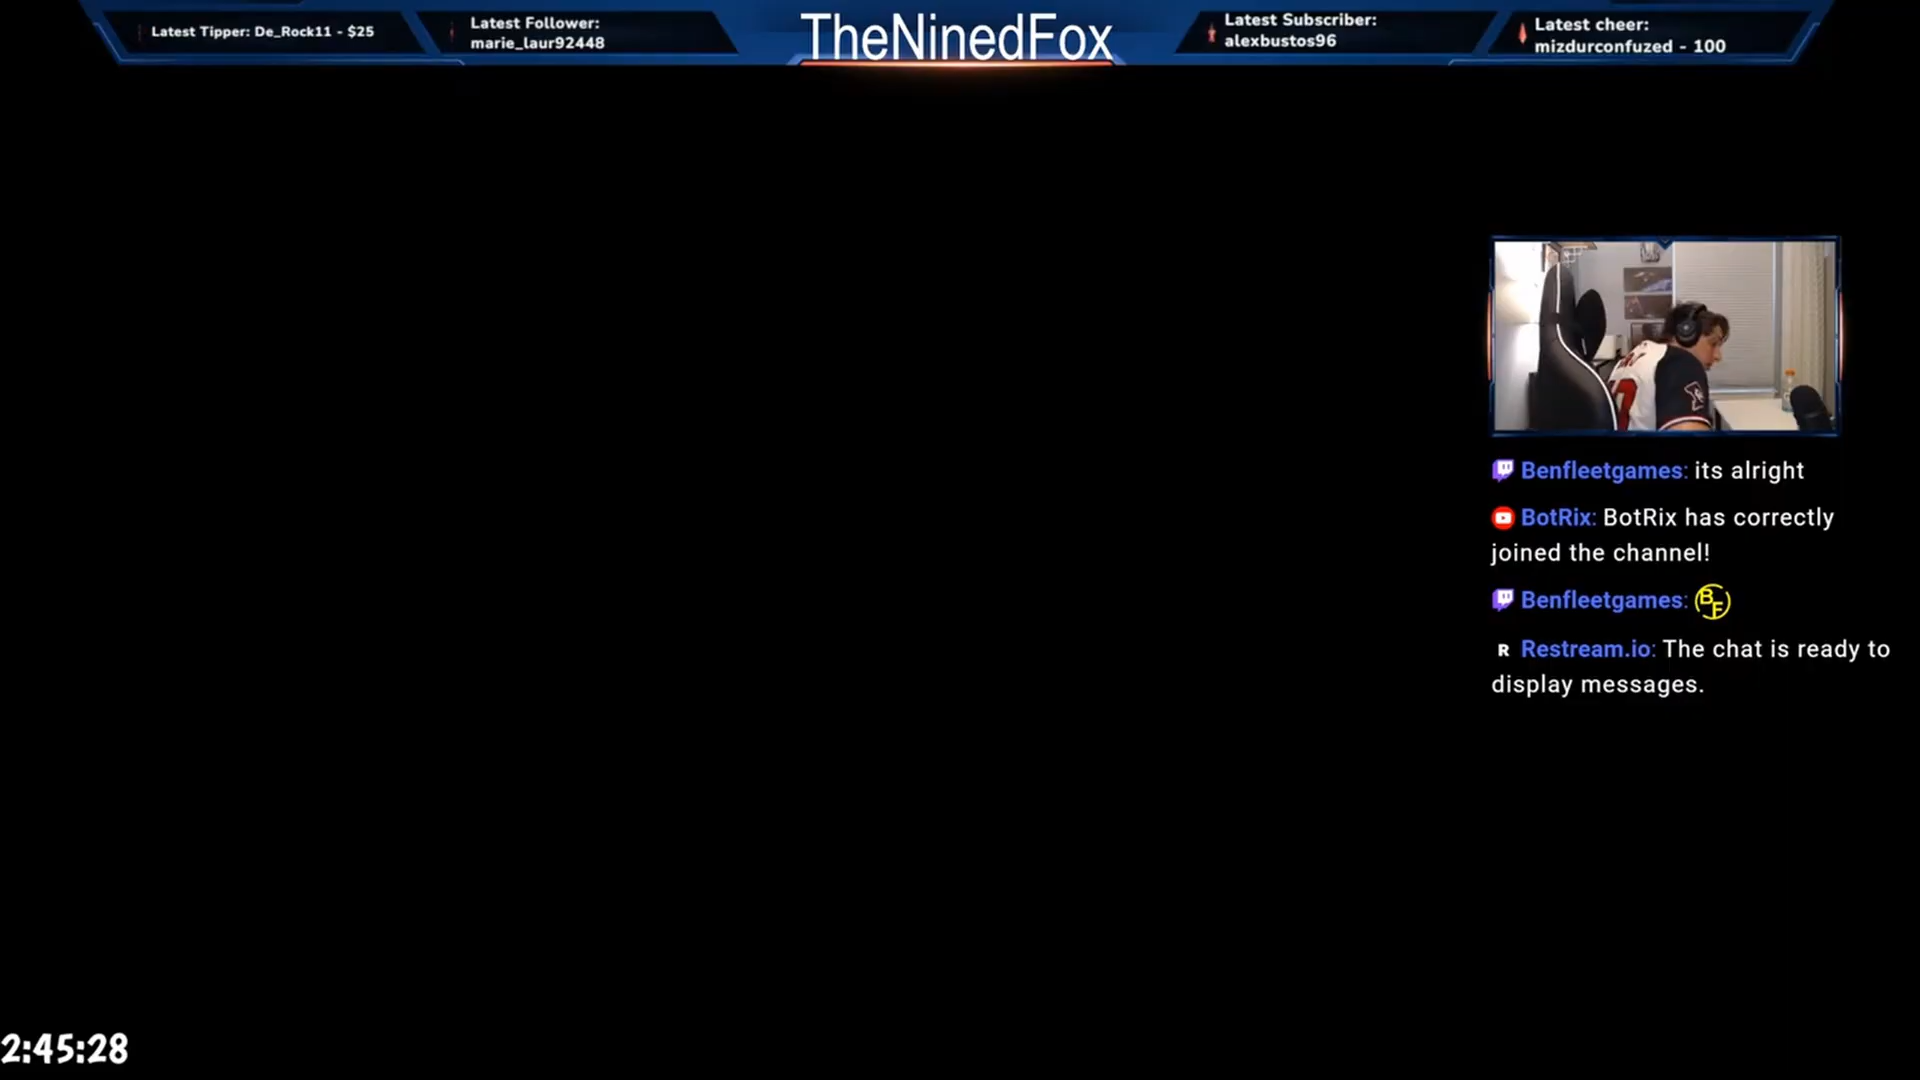 Latest Tipper: De_Rock11 - $25
Latest Follower:
marie_laur92448
TheNinedFox
Latest Subscriber:
alexbustos96
Latest cheer:
mizdurconfuzed - 100
Benfleetgames: its alright
BotRix: BotRix has correctly
joined the channel!
Benfleetgames: BF
R Restream.io: The chat is ready to
display messages.
2:45:28